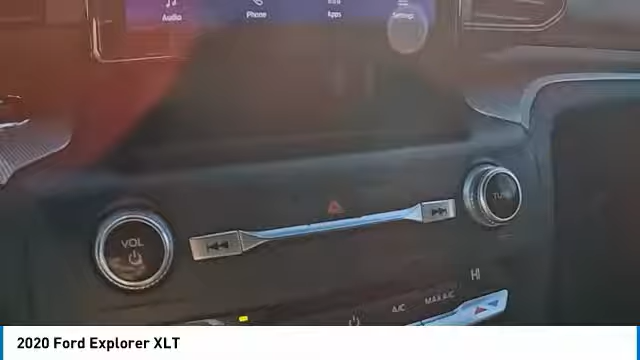 Audio Phone Apps Settings
VOL
TUNE
HI
A/C MAX A/C
2020 Ford Explorer XLT